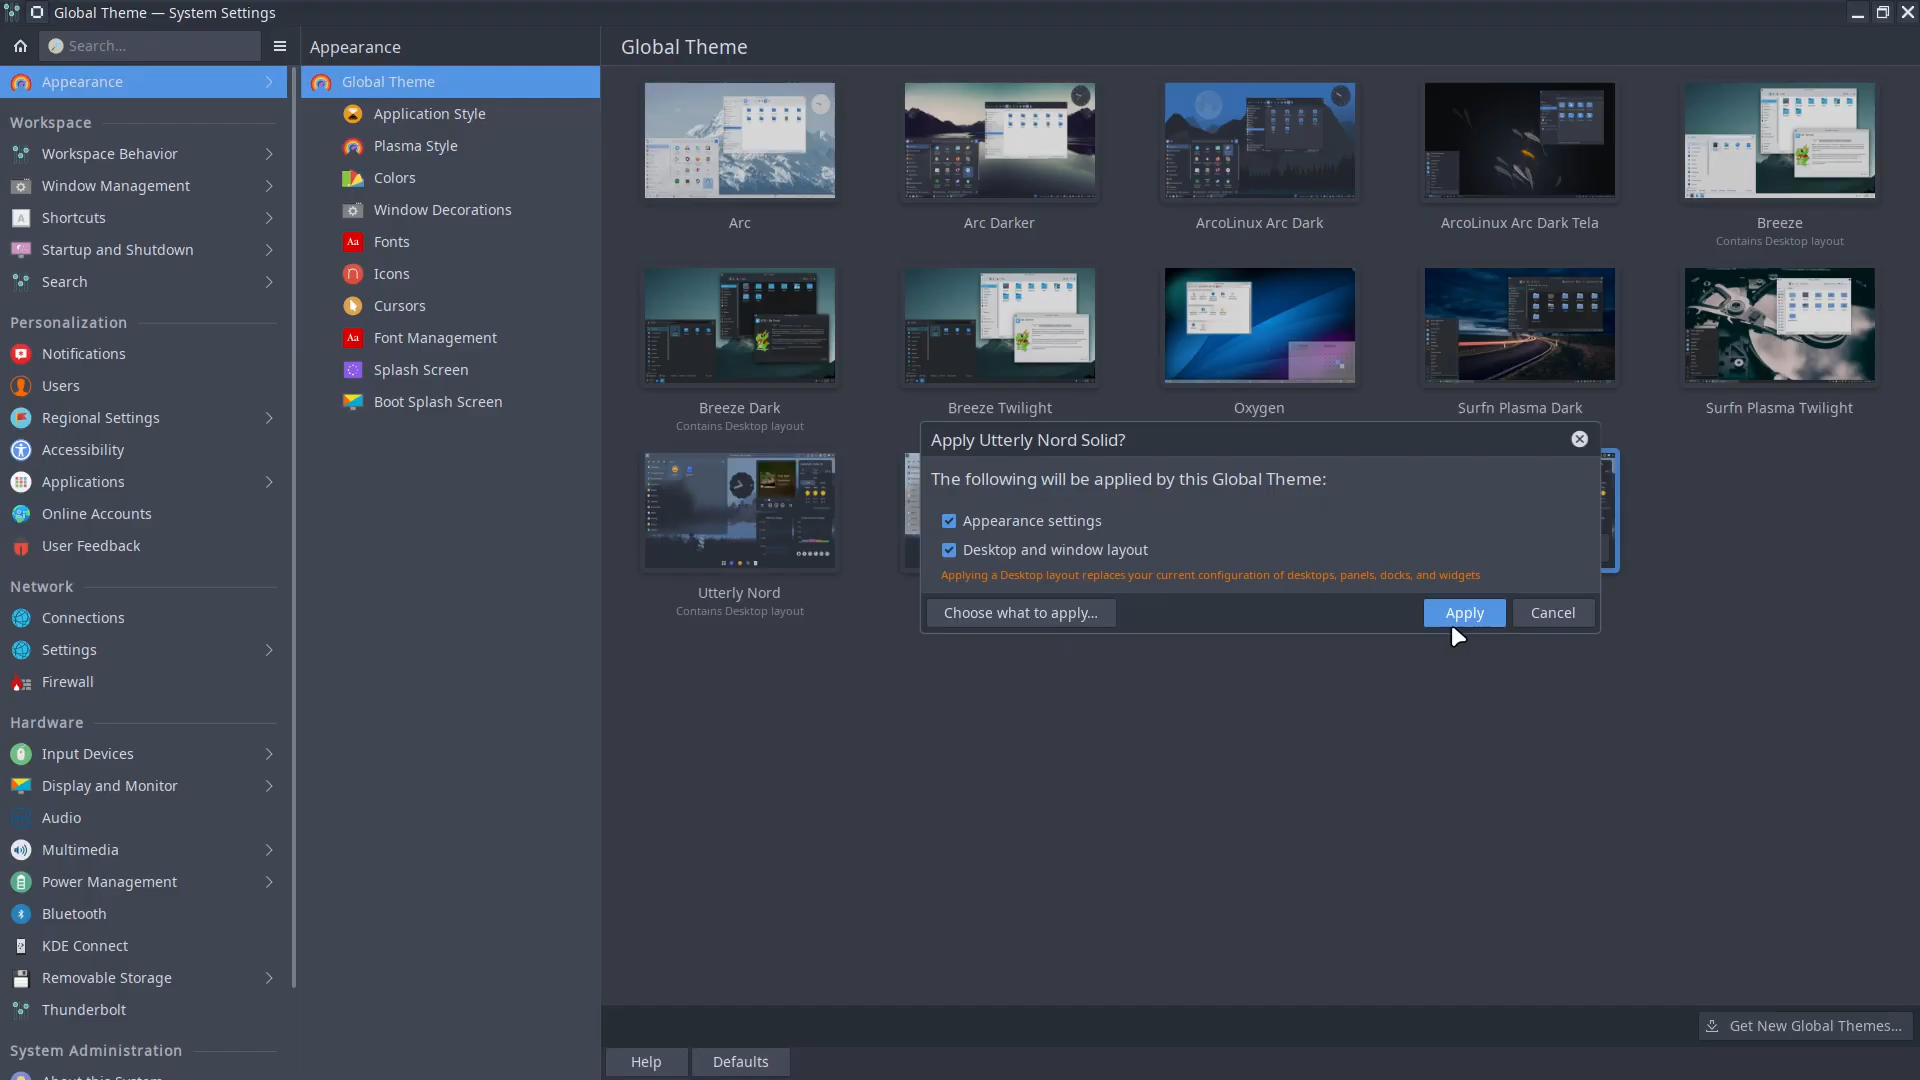 Global Theme — System Settings
Search...
Appearance
Workspace
Workspace Behavior
Window Management
Shortcuts
Startup and Shutdown
Search
Personalization
Notifications
Users
Regional Settings
Accessibility
Applications
Online Accounts
User Feedback
Network
Connections
Settings
Firewall
Hardware
Input Devices
Display and Monitor
Audio
Multimedia
Power Management
Bluetooth
KDE Connect
Removable Storage
Thunderbolt
System Administration
About this System
Appearance
Global Theme
Application Style
Plasma Style
Colors
Window Decorations
Fonts
Icons
Cursors
Font Management
Splash Screen
Boot Splash Screen
Global Theme
Arc
Arc Darker
ArcoLinux Arc Dark
ArcoLinux Arc Dark Tela
Breeze
Contains Desktop layout
Breeze Dark
Contains Desktop layout
Breeze Twilight
Oxygen
Surfn Plasma Dark
Surfn Plasma Twilight
Utterly Nord
Contains Desktop layout
Apply Utterly Nord Solid?
The following will be applied by this Global Theme:
Appearance settings
Desktop and window layout
Applying a Desktop layout replaces your current configuration of desktops, panels, docks, and widgets
Choose what to apply...
Apply
Cancel
Get New Global Themes...
Help
Defaults